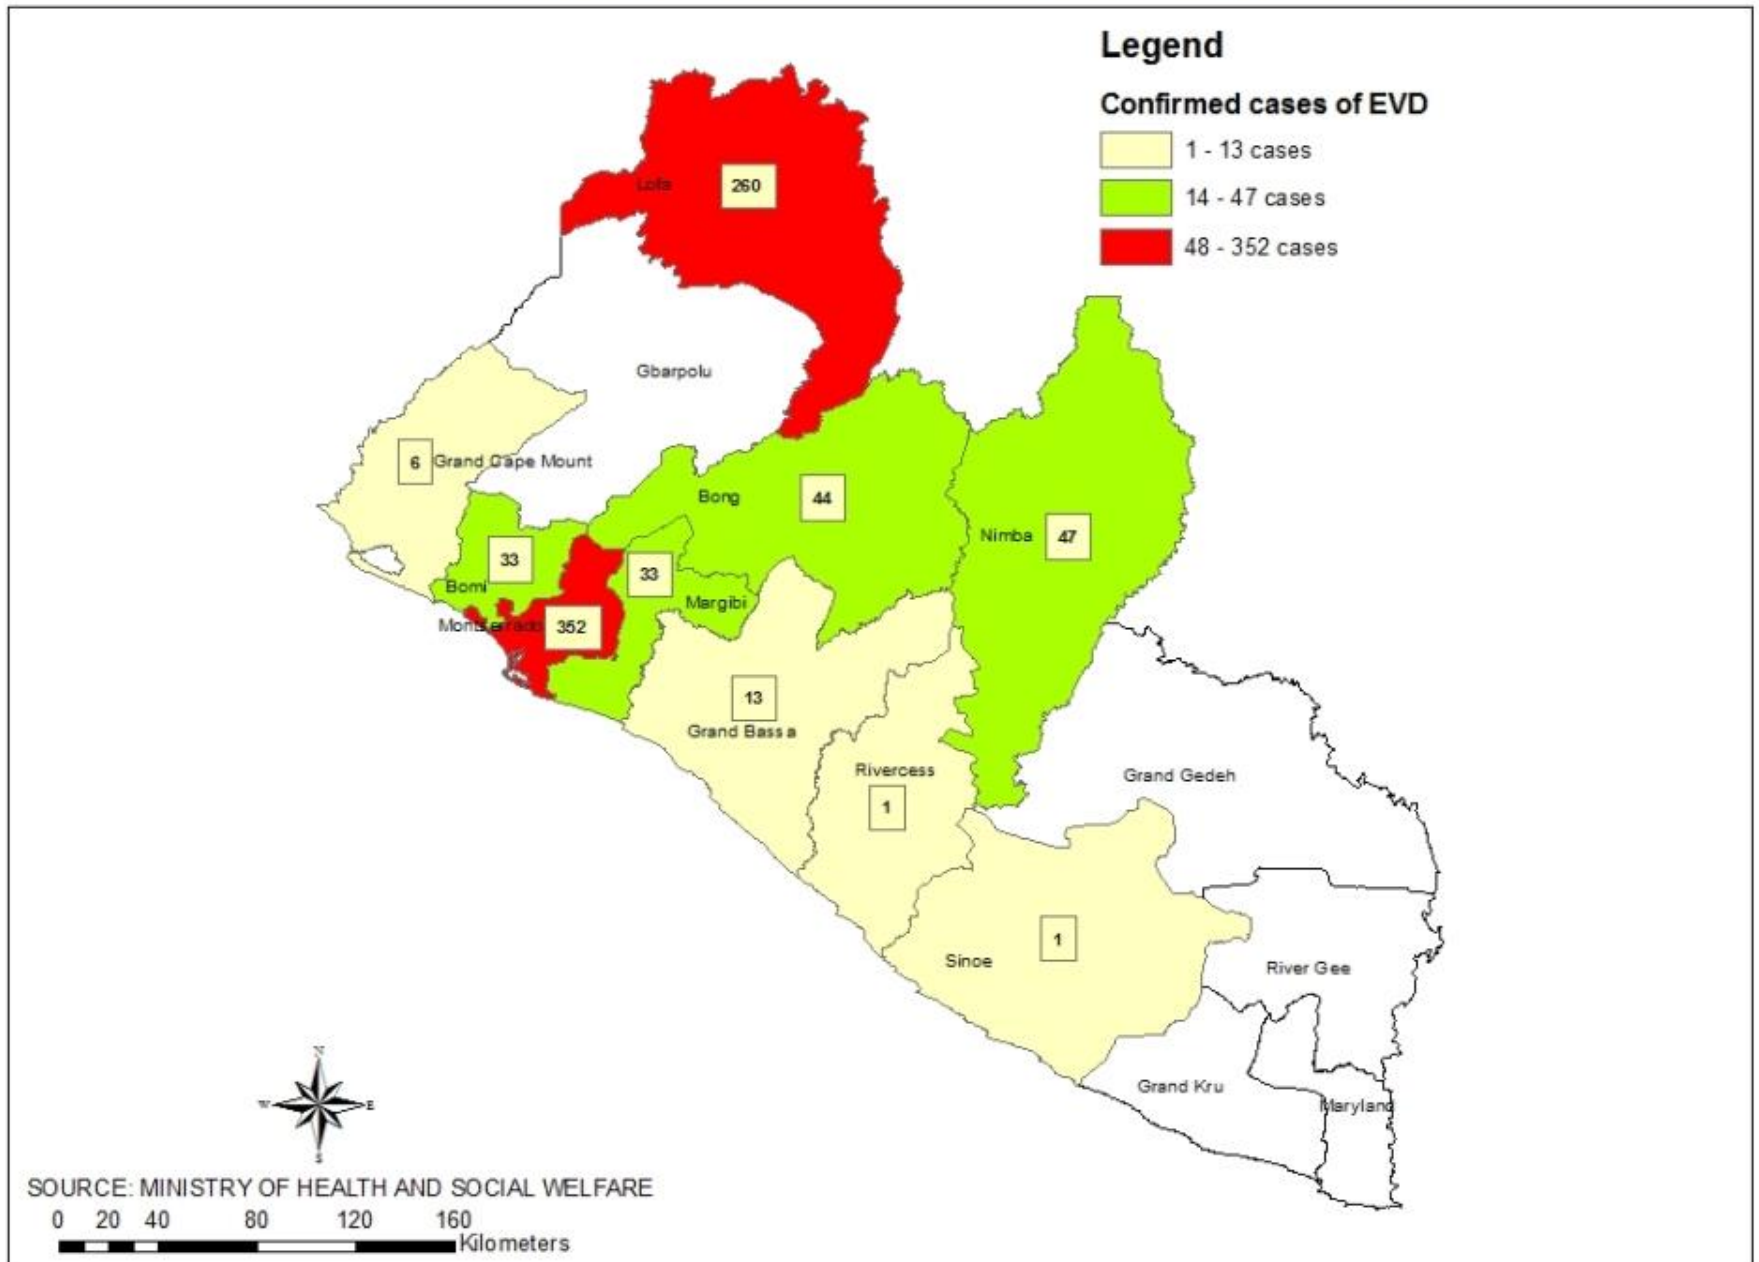 Legend
Confirmed cases of EVD
1 - 13 cases
14 - 47 cases
48 - 352 cases
Lofa
260
Gbarpolu
6
Grand Cape Mount
Bong
44
Nimba
47
33
Bomi
33
Margibi
Montserrado
352
13
Grand Bassa
Rivercess
1
Grand Gedeh
1
Sinoe
River Gee
Grand Kru
Maryland
N
W
E
S
SOURCE: MINISTRY OF HEALTH AND SOCIAL WELFARE
0 20 40 80 120 160
Kilometers